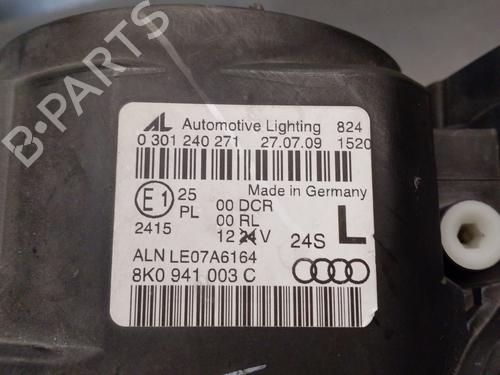 AL Automotive Lighting 824
0 301 240 271 27.07.09 1520
Made in Germany
E1 25 00 DCR
PL 00 RL
2415 12 24 V 24S L
ALN LE07A6164
8K0 941 003 C
B-PARTS